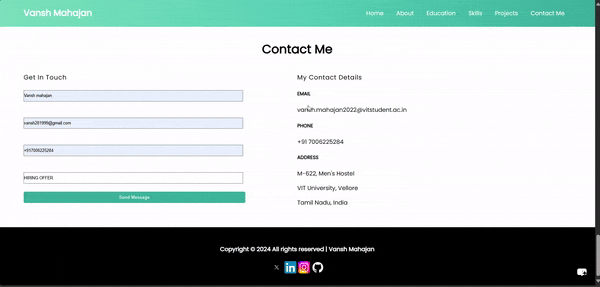 Vansh Mahajan
Home About Education Skills Projects Contact Me
Contact Me
Get In Touch
Vansh mahajan
vansh281999@gmail.com
+917006225284
HIRING OFFER
Send Message
My Contact Details
EMAIL
vansh.mahajan2022@vitstudent.ac.in
PHONE
+91 7006225284
ADDRESS
M-622, Men's Hostel
VIT University, Vellore
Tamil Nadu, India
Copyright © 2024 All rights reserved | Vansh Mahajan